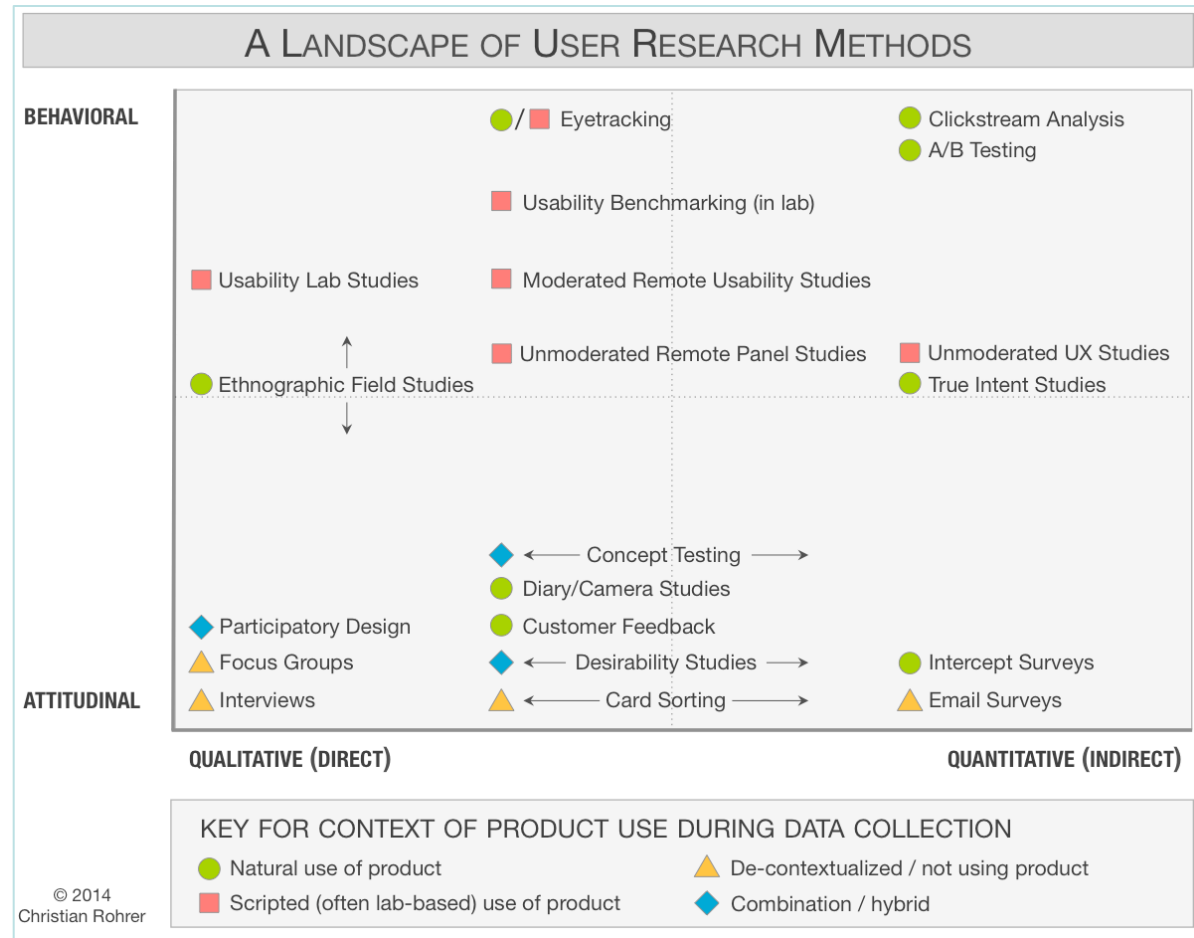 A LANDSCAPE OF USER RESEARCH METHODS
BEHAVIORAL
/ Eyetracking
Clickstream Analysis
A/B Testing
Usability Benchmarking (in lab)
Usability Lab Studies
Moderated Remote Usability Studies
Unmoderated Remote Panel Studies
Unmoderated UX Studies
Ethnographic Field Studies
True Intent Studies
Concept Testing
Diary/Camera Studies
Participatory Design
Customer Feedback
Focus Groups
Desirability Studies
Intercept Surveys
ATTITUDINAL
Interviews
Card Sorting
Email Surveys
QUALITATIVE (DIRECT)
QUANTITATIVE (INDIRECT)
KEY FOR CONTEXT OF PRODUCT USE DURING DATA COLLECTION
Natural use of product
De-contextualized / not using product
Scripted (often lab-based) use of product
Combination / hybrid
© 2014
Christian Rohrer